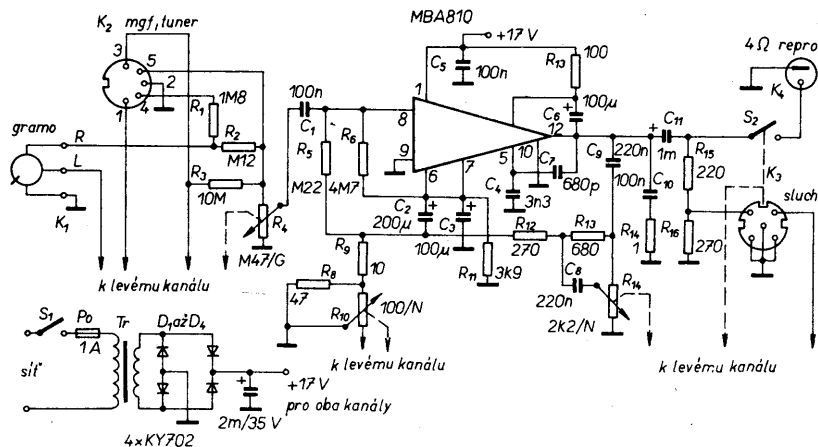 K2 mgf, tuner
3
5
2
4
1
R1
1M8
gramo
R
L
K1
R2
M12
R3
10M
R4
M47/G
k levému kanálu
100n
C1
R5
M22
R6
4M7
MBA810
+17 V
C5
100n
R13
100
C6
+
100µ
1
8
9
6
7
5
10
12
C7
680p
C4
3n3
C2
+
200µ
C3
+
100µ
R9
10
R8
47
R10
100/N
k levému kanálu
R11
3k9
R12
270
R13
680
C8
220n
R14
2K2/N
220n
C9
100n
C10
R14
1
+
C11
1m
R15
220
R16
270
S2
K3
sluch
4Ω repro
K4
k levému kanálu
S1
Po
1A
Tr
D1 až D4
síť
4×KY702
+
2m/35 V
+17 V
pro oba kanály